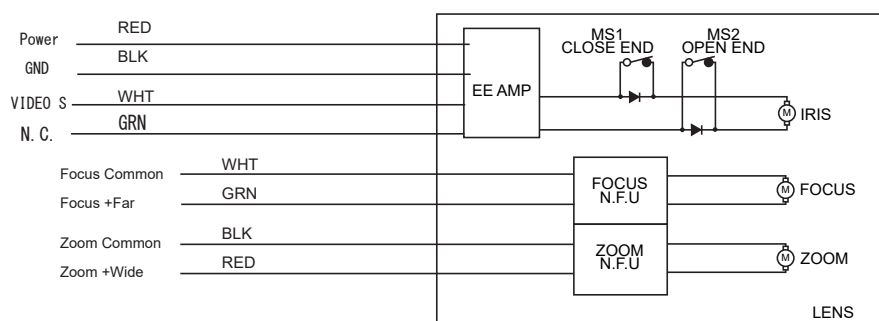 Power RED
GND BLK
VIDEO S WHT
N. C. GRN
EE AMP
MS1
CLOSE END
MS2
OPEN END
M IRIS
Focus Common WHT
Focus +Far GRN
FOCUS
N.F.U
M FOCUS
Zoom Common BLK
Zoom +Wide RED
ZOOM
N.F.U
M ZOOM
LENS